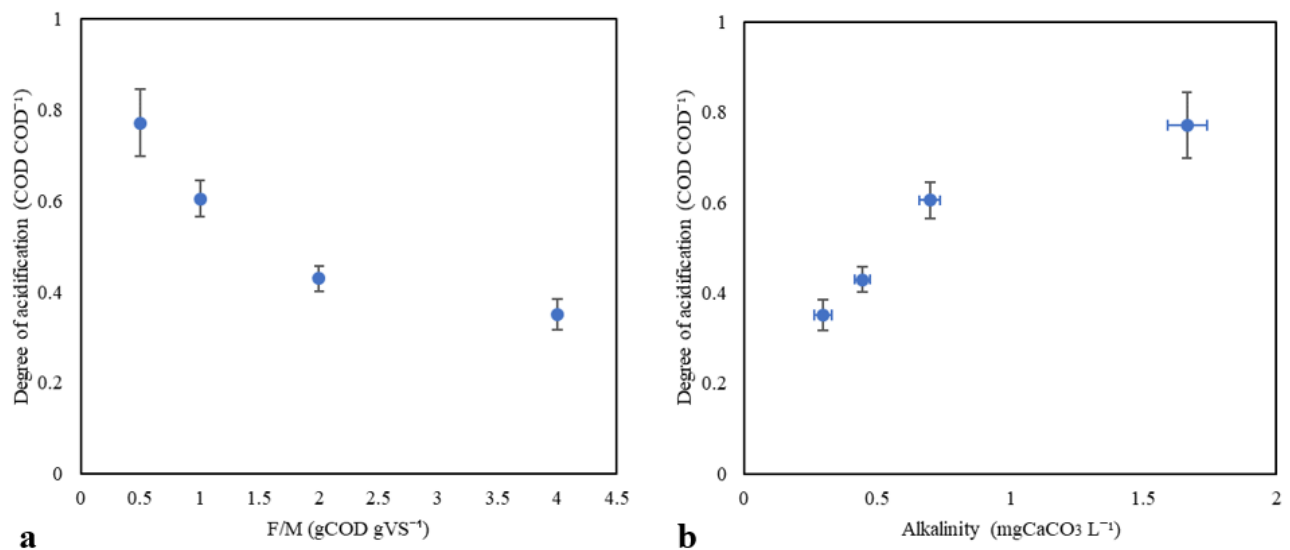 Degree of acidification (COD COD⁻¹)
1
0.8
0.6
0.4
0.2
0
0 0.5 1 1.5 2 2.5 3 3.5 4 4.5
F/M (gCOD gVS⁻¹)
a
Degree of acidification (COD COD⁻¹)
1
0.8
0.6
0.4
0.2
0
0 0.5 1 1.5 2
Alkalinity (mgCaCO₃ L⁻¹)
b